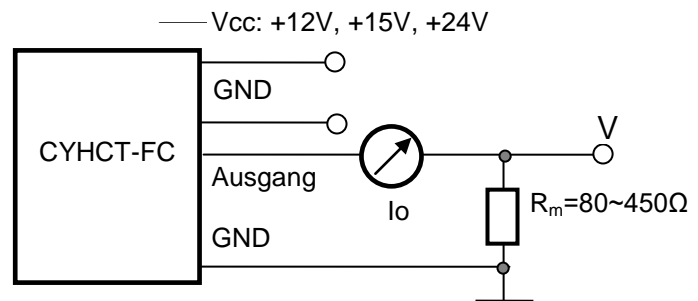 Vcc: +12V, +15V, +24V
GND
CYHCT-FC
Ausgang
V
Io
Rm=80~450Ω
GND